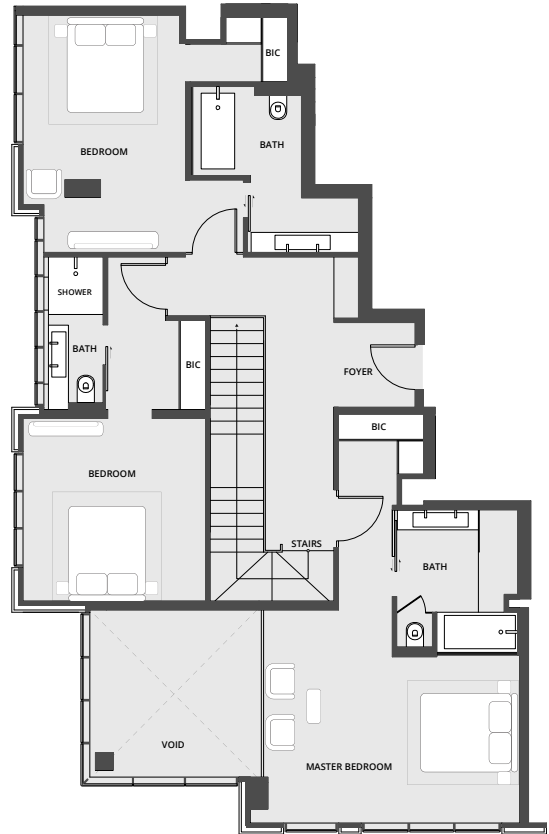 BIC
BATH
BEDROOM
SHOWER
BATH
BIC
FOYER
BIC
BEDROOM
STAIRS
BATH
VOID
MASTER BEDROOM